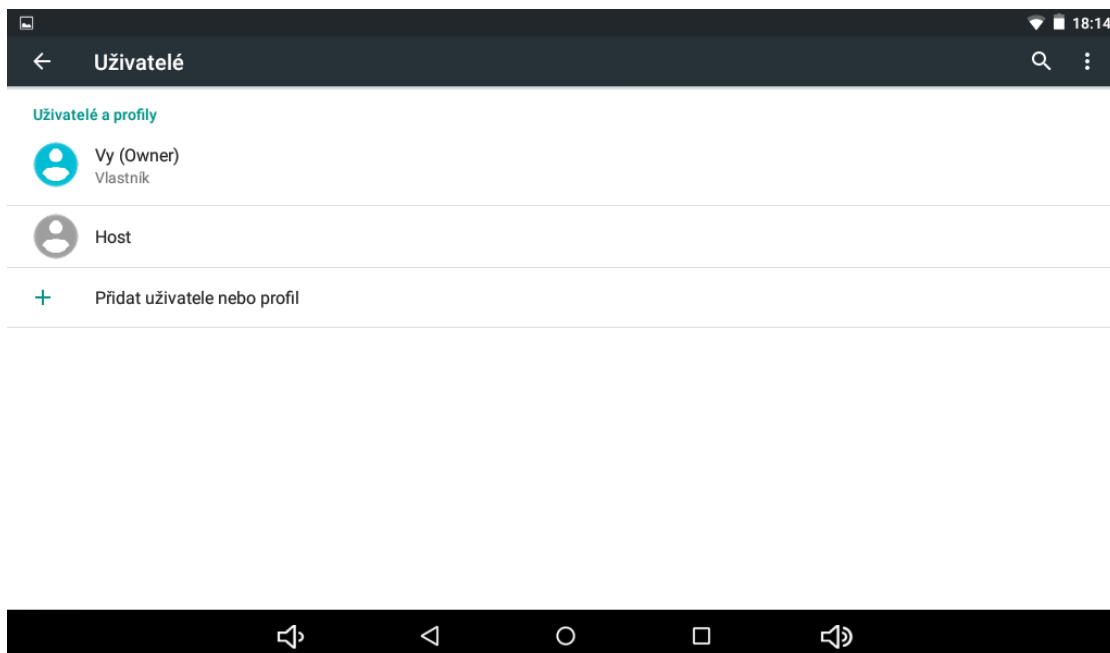 18:14
Uživatelé
Uživatelé a profily
Vy (Owner)
Vlastník
Host
Přidat uživatele nebo profil